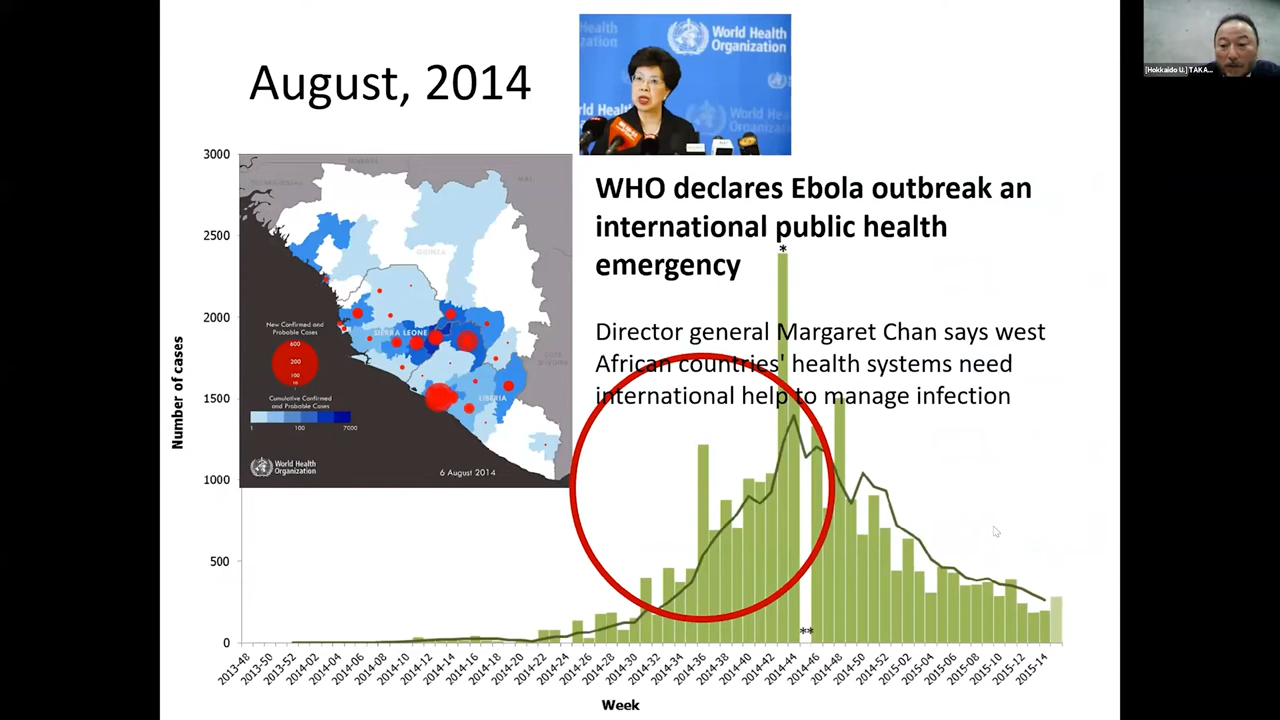 August, 2014
Health
zation
World Health
Organization
[Hokkaido U.] TAKA...
WHO declares Ebola outbreak an
international public health
emergency
*
Director general Margaret Chan says west
African countries' health systems need
international help to manage infection
3000
2500
2000
1500
1000
500
0
Number of cases
GUINEA
SIERRA LEONE
LIBERIA
MALI
New Confirmed and
Probable Cases
600
200
100
Cumulative Confirmed
and Probable Cases
1 100 7000
World Health
Organization
6 August 2014
**
2013-48 2013-50 2013-52 2014-02 2014-04 2014-06 2014-08 2014-10 2014-12 2014-14 2014-16 2014-18 2014-20 2014-22 2014-24 2014-26 2014-28 2014-30 2014-32 2014-34 2014-36 2014-38 2014-40 2014-42 2014-44 2014-46 2014-48 2014-50 2014-52 2015-02 2015-04 2015-06 2015-08 2015-10 2015-12 2015-14
Week